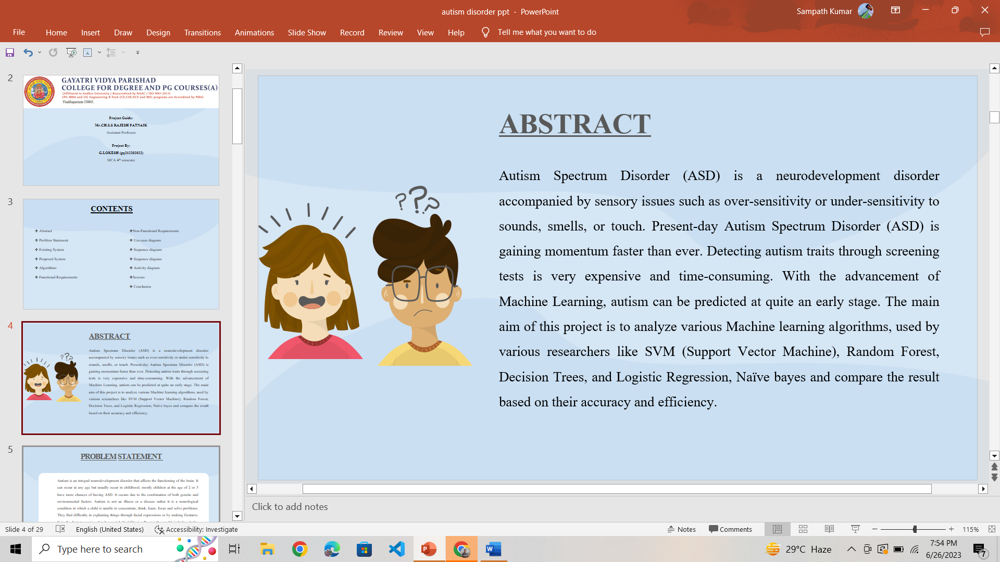 autism disorder ppt - PowerPoint
Sampath Kumar
File Home Insert Draw Design Transitions Animations Slide Show Record Review View Help Tell me what you want to do
2
GAYATRI VIDYA PARISHAD
COLLEGE FOR DEGREE AND PG COURSES(A)
(Affiliated to Andhra University | Reaccredited by NAAC | ISO 9001:2015)
(PG-MBA and UG Engineering B.Tech (CE,CSE,ECE and ME) programs are Accredited by NBA)
Visakhapatnam-530045.
Project Guide:
Mr.CH.S.S RAJESH PATNAIK
Assistant Professor
Project By:
G.LOKESH (pg212202022)
MCA 4th semester
3
CONTENTS
Abstract
Problem Statement
Existing System
Proposed System
Algorithms
Functional Requirements
Non-Functional Requirements
Use-case diagram
Sequence diagram
Sequence diagram
Activity diagram
Screens
Conclusion
4
ABSTRACT
Autism Spectrum Disorder (ASD) is a neurodevelopment disorder
accompanied by sensory issues such as over-sensitivity or under-sensitivity to
sounds, smells, or touch. Present-day Autism Spectrum Disorder (ASD) is
gaining momentum faster than ever. Detecting autism traits through screening
tests is very expensive and time-consuming. With the advancement of
Machine Learning, autism can be predicted at quite an early stage. The main
aim of this project is to analyze various Machine learning algorithms, used by
various researchers like SVM (Support Vector Machine), Random Forest,
Decision Trees, and Logistic Regression, Naïve bayes and compare the result
based on their accuracy and efficiency.
5
PROBLEM STATEMENT
Autism is an integral neurodevelopment disorder that affects the functioning of the brain. It
can occur at any age but usually occur in childhood; mostly children at the age of 2 or 3
have more chances of having ASD. It occurs due to the combination of both genetic and
environmental factors. Autism is not an illness or a disease rather it is a neurological
condition in which a child is unable to concentrate, think, learn, focus and solve problems.
They find difficulty in explaining things through facial expressions or by making Gestures.
ABSTRACT
Autism Spectrum Disorder (ASD) is a neurodevelopment disorder
accompanied by sensory issues such as over-sensitivity or under-sensitivity to
sounds, smells, or touch. Present-day Autism Spectrum Disorder (ASD) is
gaining momentum faster than ever. Detecting autism traits through screening
tests is very expensive and time-consuming. With the advancement of
Machine Learning, autism can be predicted at quite an early stage. The main
aim of this project is to analyze various Machine learning algorithms, used by
various researchers like SVM (Support Vector Machine), Random Forest,
Decision Trees, and Logistic Regression, Naïve bayes and compare the result
based on their accuracy and efficiency.
???
Click to add notes
Slide 4 of 29 English (United States) Accessibility: Investigate Notes Comments 115%
Type here to search
29°C Haze
7:54 PM
6/26/2023
7